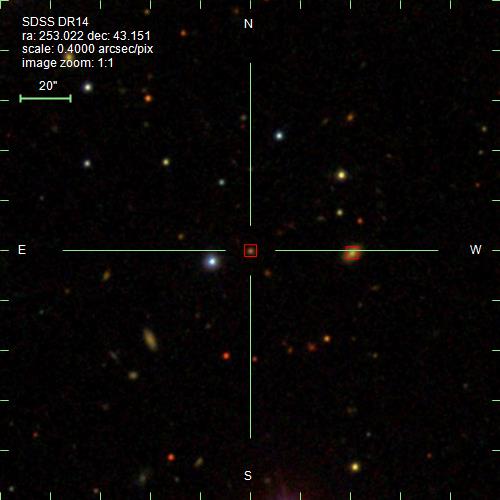 SDSS DR14
ra: 253.022 dec: 43.151
scale: 0.4000 arcsec/pix
image zoom: 1:1
20"
N
E
W
S